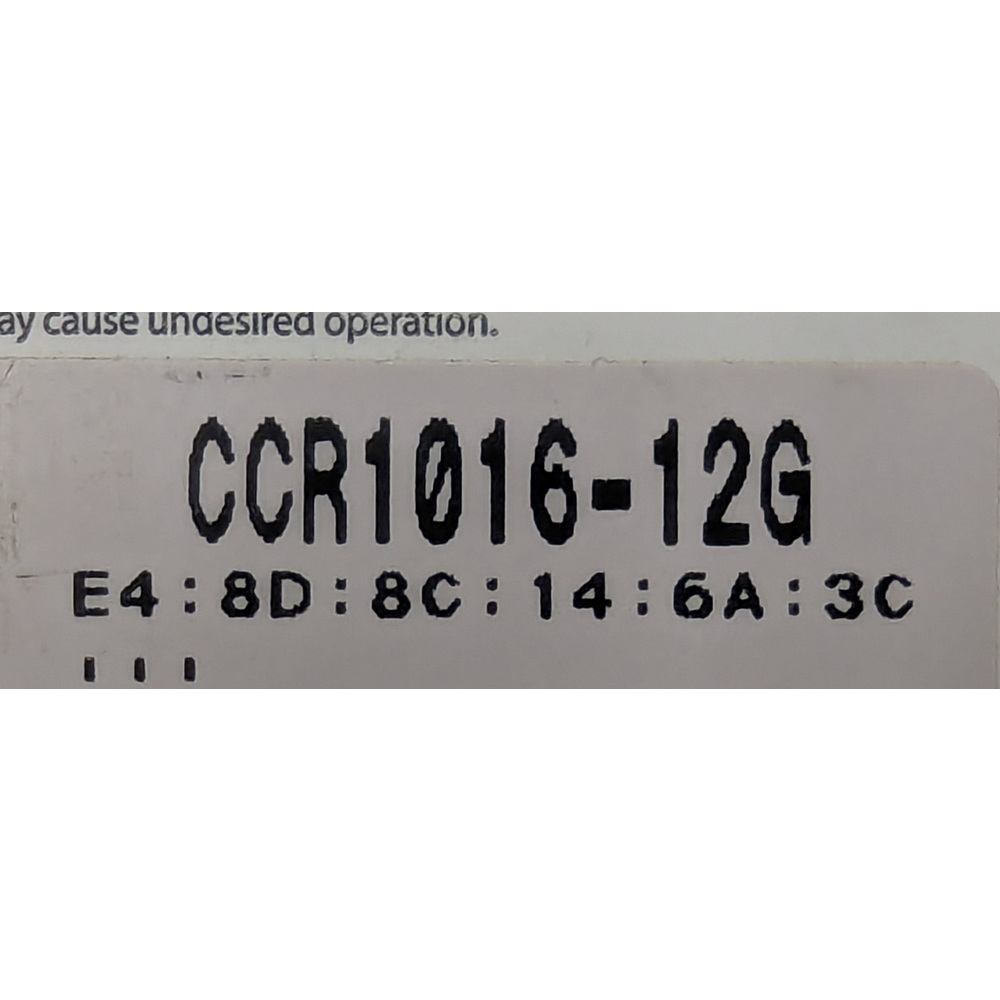 ay cause undesired operation.
CCR1016-12G
E4:8D:8C:14:6A:3C